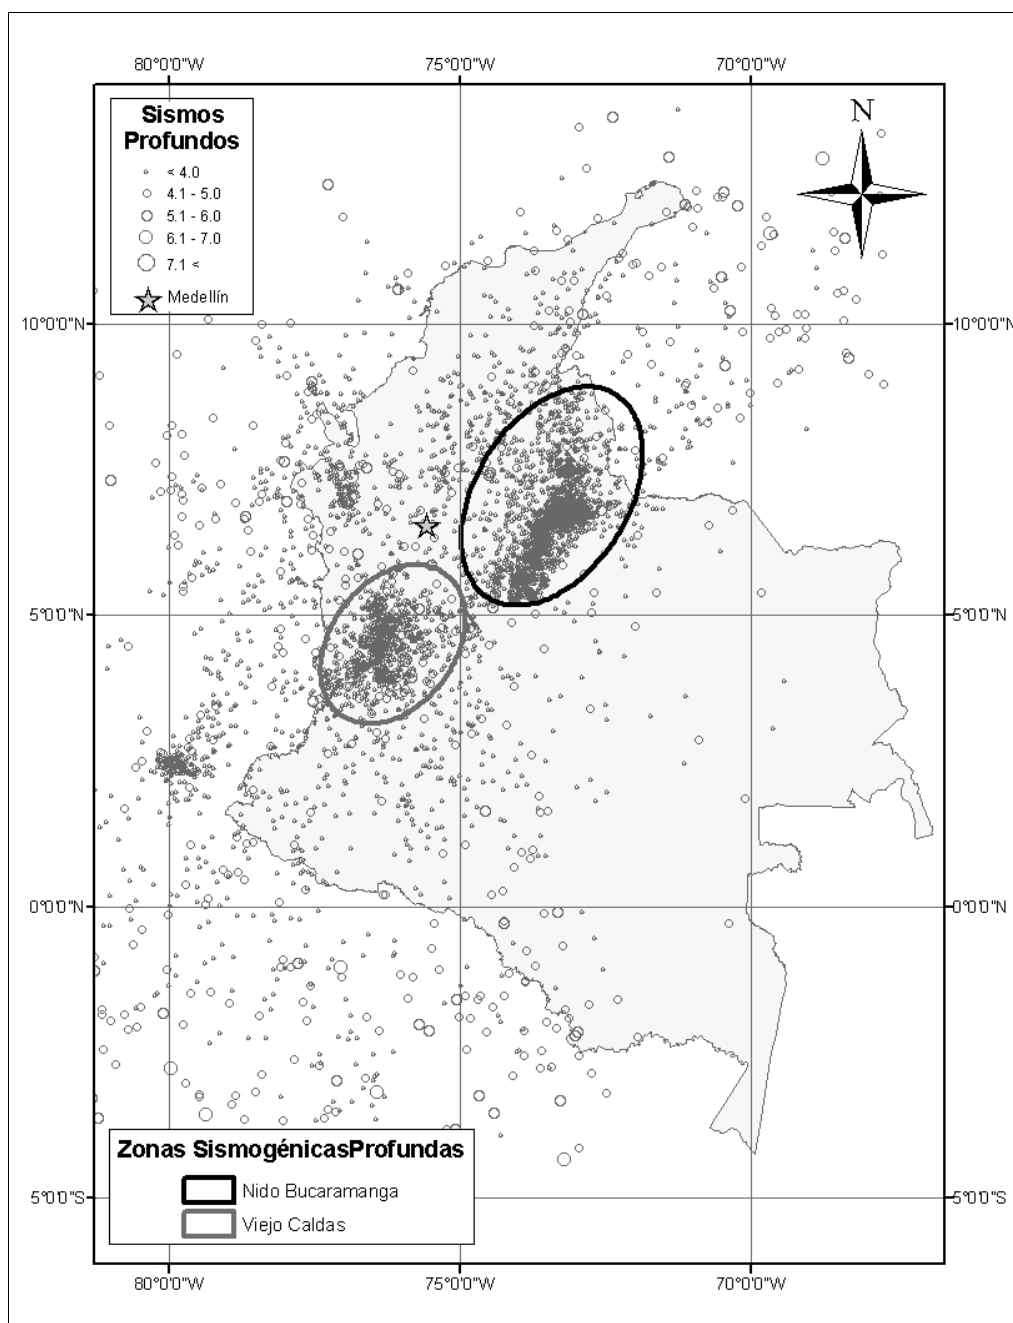 80°0'0"W 75°0'0"W 70°0'0"W
Sismos
Profundos
< 4.0
4.1 - 5.0
5.1 - 6.0
6.1 - 7.0
7.1 <
Medellín
N
10°0'0"N 10°0'0"N
5°0'0"N 5°0'0"N
0°0'0"N 0°0'0"N
Zonas SismogénicasProfundas
Nido Bucaramanga
Viejo Caldas
5°0'0"S 5°0'0"S
80°0'0"W 75°0'0"W 70°0'0"W